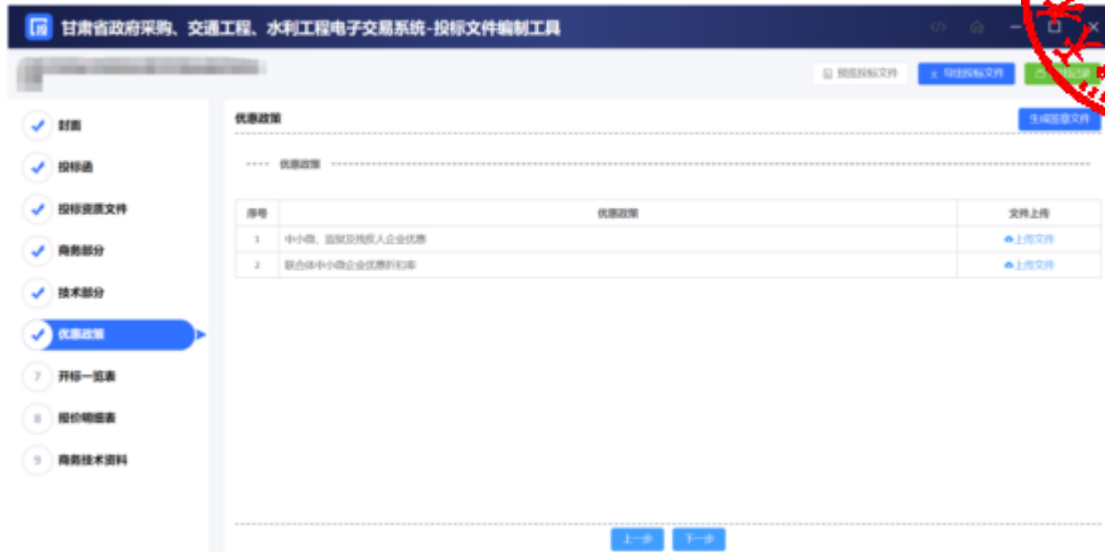 甘肃省政府采购、交通工程、水利工程电子交易系统-投标文件编制工具
预览投标文件
导出投标文件
封面
投标函
投标资质文件
商务部分
技术部分
优惠政策
7 开标一览表
8 报价明细表
9 商务技术资料
优惠政策
生成签章文件
优惠政策
序号 优惠政策 文件上传
1 中小微、监狱及残疾人企业优惠 上传文件
2 联合体中小微企业优惠折扣率 上传文件
上一步 下一步